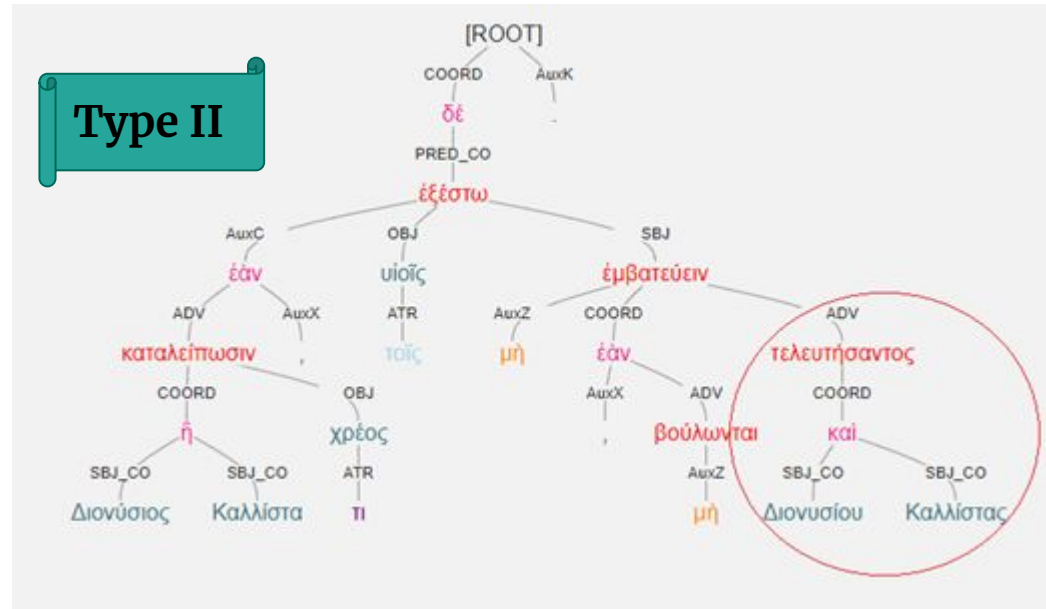 [ROOT]
Type II
COORD AuxK
δέ .
PRED_CO
ἐξέστω
AuxC OBJ SBJ
ἐὰν υἱοῖς ἐμβατεύειν
ADV AuxX ATR AuxZ COORD ADV
καταλείπωσιν , τοῖς μὴ ἐὰν τελευτήσαντος
COORD OBJ AuxX ADV COORD
ἢ χρέος , βούλωνται καὶ
SBJ_CO SBJ_CO ATR AuxZ SBJ_CO SBJ_CO
Διονύσιος Καλλίστα τι μὴ Διονυσίου Καλλίστας